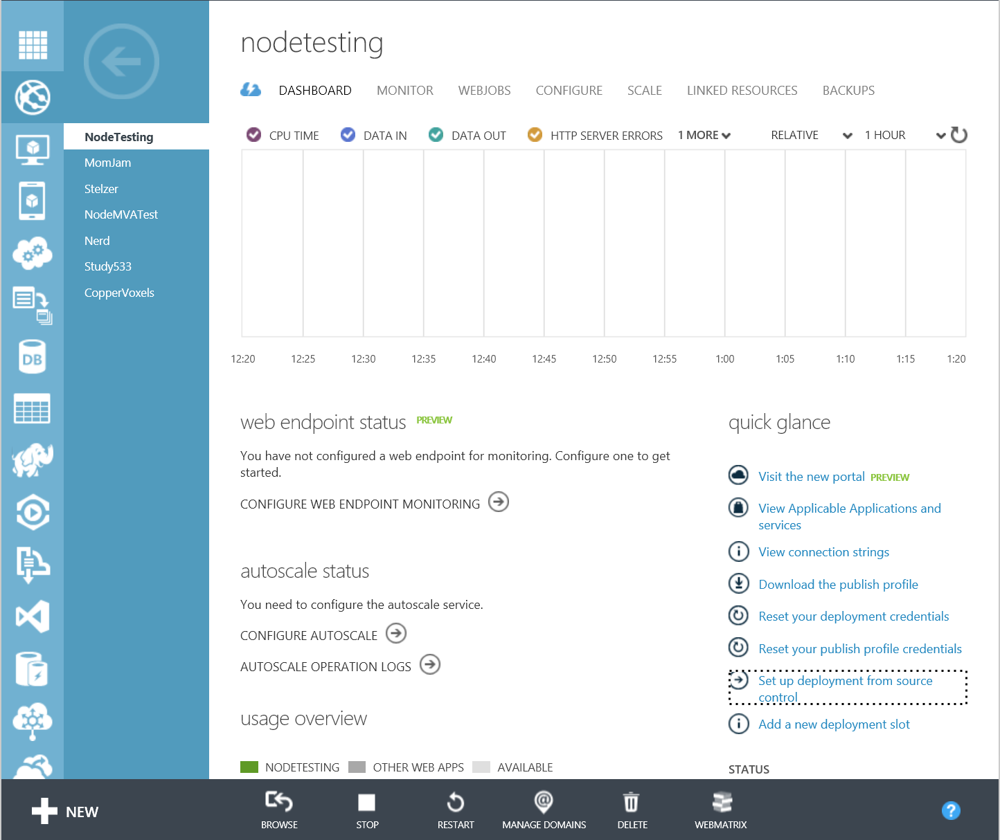 nodetesting
DASHBOARD MONITOR WEBJOBS CONFIGURE SCALE LINKED RESOURCES BACKUPS
NodeTesting
MomJam
Stelzer
NodeMVATest
Nerd
Study533
CopperVoxels
DB
CPU TIME DATA IN DATA OUT HTTP SERVER ERRORS 1 MORE RELATIVE 1 HOUR
12:20 12:25 12:30 12:35 12:40 12:45 12:50 12:55 1:00 1:05 1:10 1:15 1:20
web endpoint status PREVIEW
You have not configured a web endpoint for monitoring. Configure one to get
started.
CONFIGURE WEB ENDPOINT MONITORING
autoscale status
You need to configure the autoscale service.
CONFIGURE AUTOSCALE
AUTOSCALE OPERATION LOGS
usage overview
NODETESTING OTHER WEB APPS AVAILABLE
quick glance
Visit the new portal PREVIEW
View Applicable Applications and
services
View connection strings
Download the publish profile
Reset your deployment credentials
Reset your publish profile credentials
Set up deployment from source
control
Add a new deployment slot
STATUS
NEW
BROWSE
STOP
RESTART
@
MANAGE DOMAINS
DELETE
WEBMATRIX
?